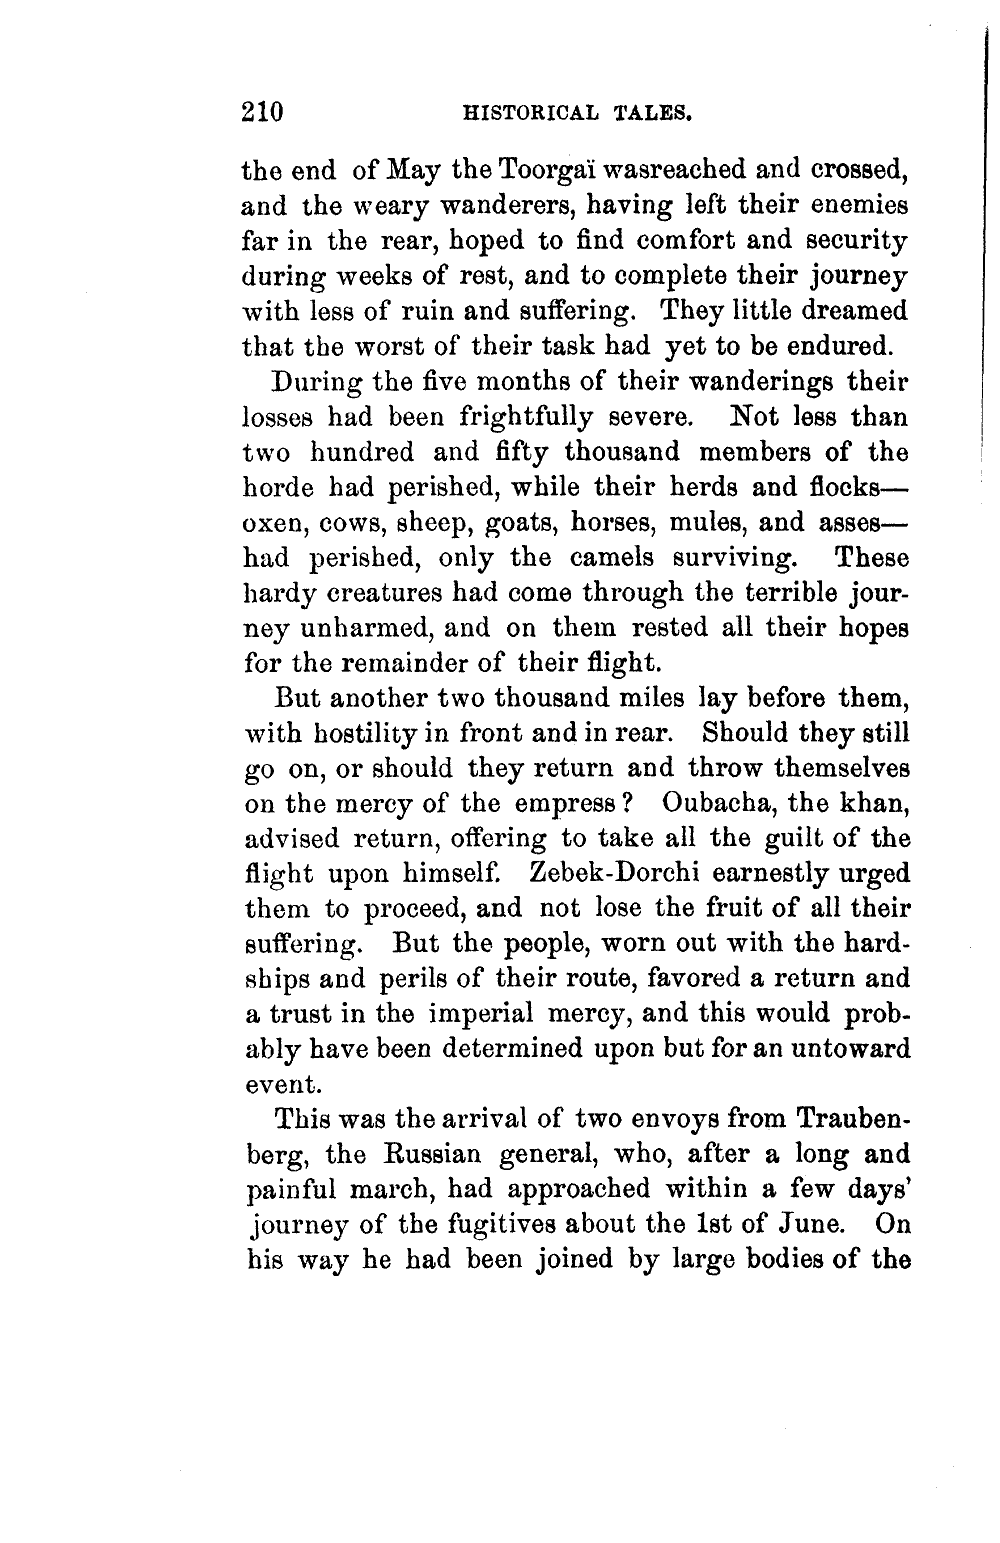 210 HISTORICAL TALES.
the end of May the Toorgaï wasreached and crossed,
and the weary wanderers, having left their enemies
far in the rear, hoped to find comfort and security
during weeks of rest, and to complete their journey
with less of ruin and suffering. They little dreamed
that the worst of their task had yet to be endured.
During the five months of their wanderings their
losses had been frightfully severe. Not less than
two hundred and fifty thousand members of the
horde had perished, while their herds and flocks—
oxen, cows, sheep, goats, horses, mules, and asses—
had perished, only the camels surviving. These
hardy creatures had come through the terrible jour-
ney unharmed, and on them rested all their hopes
for the remainder of their flight.
But another two thousand miles lay before them,
with hostility in front and in rear. Should they still
go on, or should they return and throw themselves
on the mercy of the empress? Oubacha, the khan,
advised return, offering to take all the guilt of the
flight upon himself. Zebek-Dorchi earnestly urged
them to proceed, and not lose the fruit of all their
suffering. But the people, worn out with the hard-
ships and perils of their route, favored a return and
a trust in the imperial mercy, and this would prob-
ably have been determined upon but for an untoward
event.
This was the arrival of two envoys from Trauben-
berg, the Russian general, who, after a long and
painful march, had approached within a few days'
journey of the fugitives about the 1st of June. On
his way he had been joined by large bodies of the